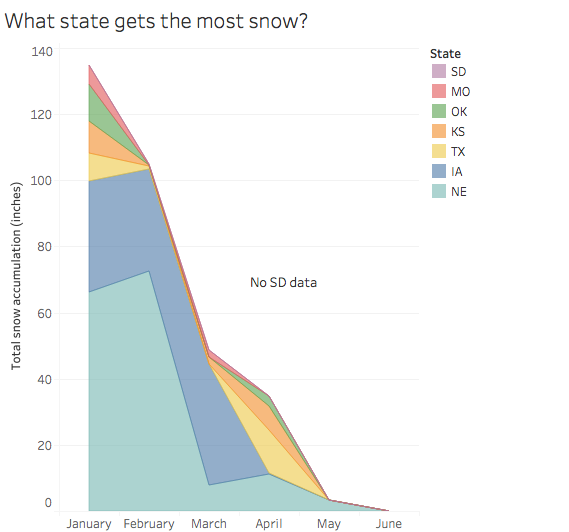 What state gets the most snow?
140
120
100
80
60
40
20
0
Total snow accumulation (inches)
No SD data
January February March April May June
State
SD
MO
OK
KS
TX
IA
NE